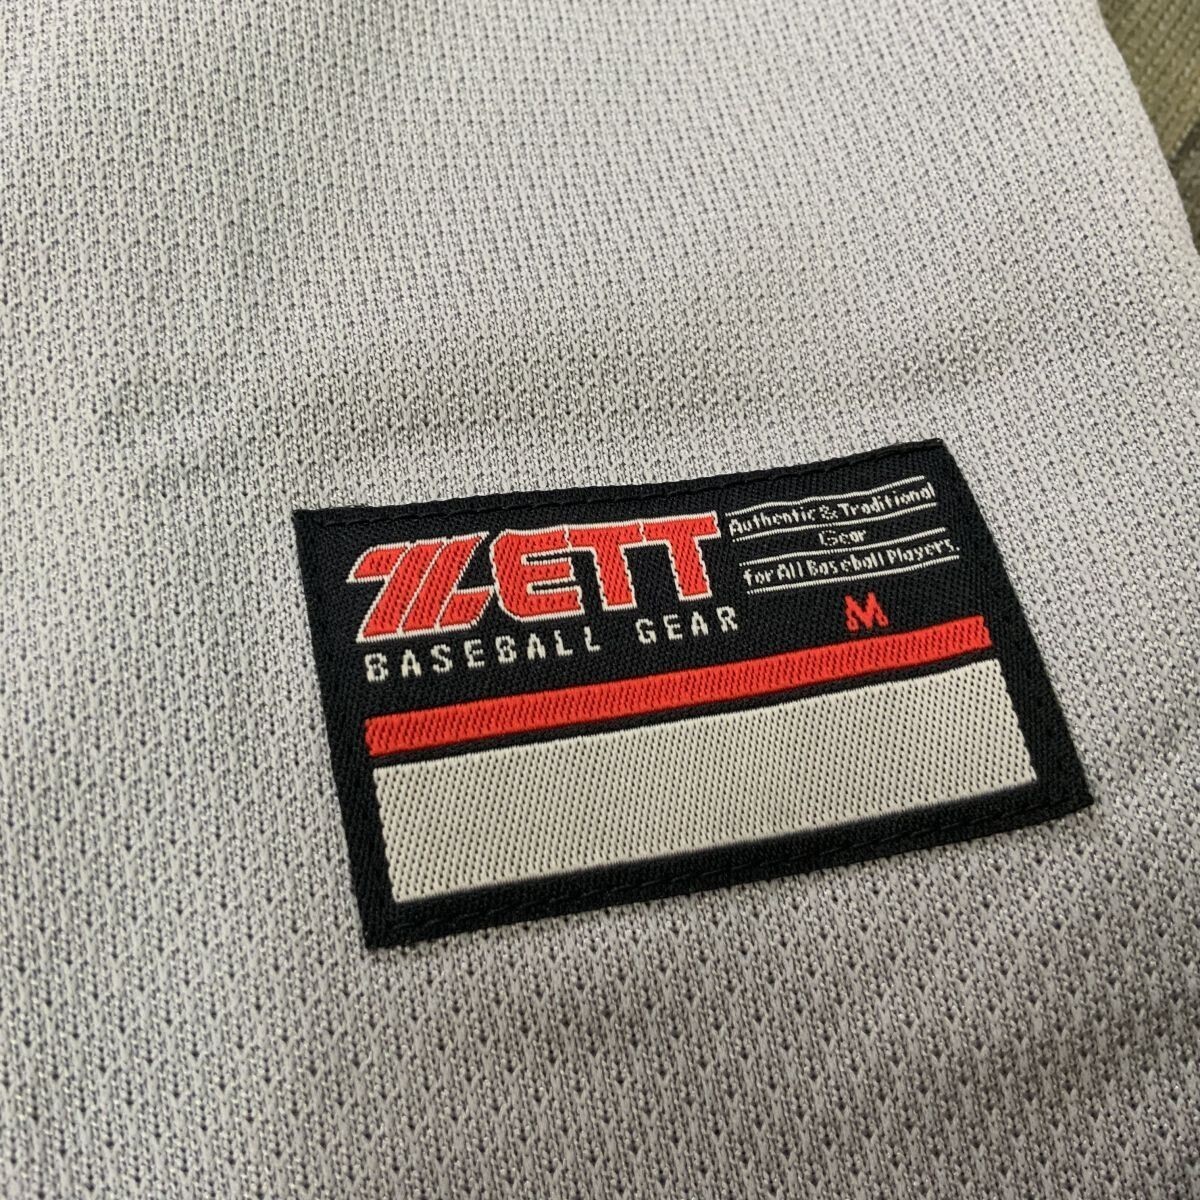 ZETT
BASEBALL GEAR
Authentic & Traditional
Gear
for All Baseball Players.
M